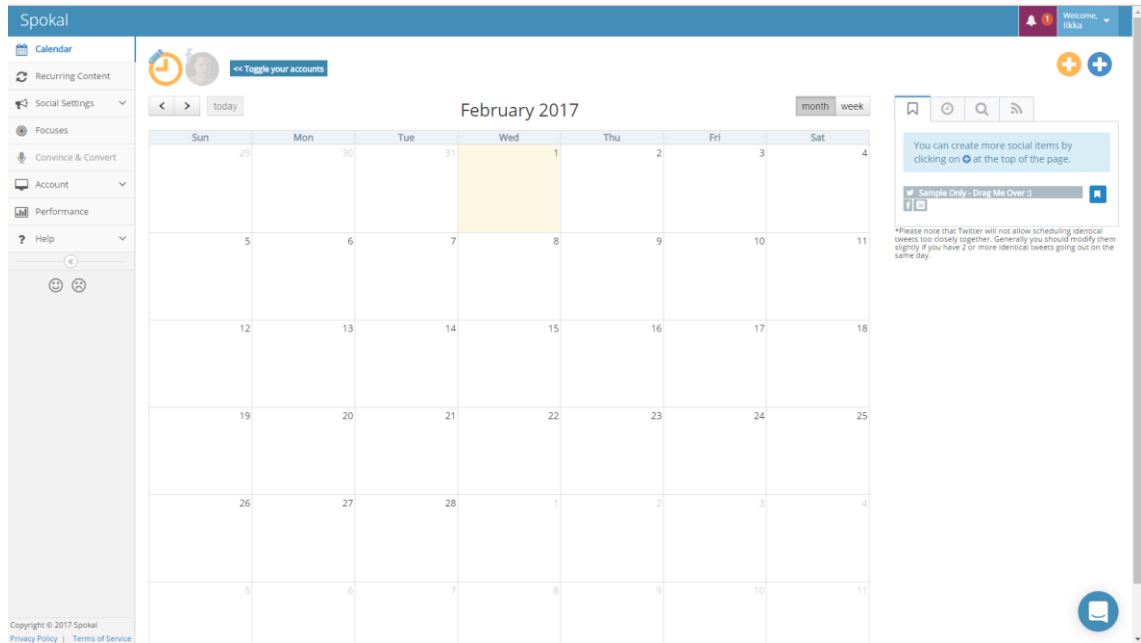 Spokal
1
Welcome,
Ilkka
Calendar
Recurring Content
Social Settings
Focuses
Convince & Convert
Account
Performance
? Help
<< Toggle your accounts
< > today
February 2017
month week
Sun Mon Tue Wed Thu Fri Sat
29 30 31 1 2 3 4
5 6 7 8 9 10 11
12 13 14 15 16 17 18
19 20 21 22 23 24 25
26 27 28 1 2 3 4
5 6 7 8 9 10 11
You can create more social items by
clicking on at the top of the page.
Sample Only - Drag Me Over :)
f in
*Please note that Twitter will not allow scheduling identical
tweets too closely together. Generally you should modify them
slightly if you have 2 or more identical tweets going out on the
same day.
Copyright © 2017 Spokal
Privacy Policy | Terms of Service